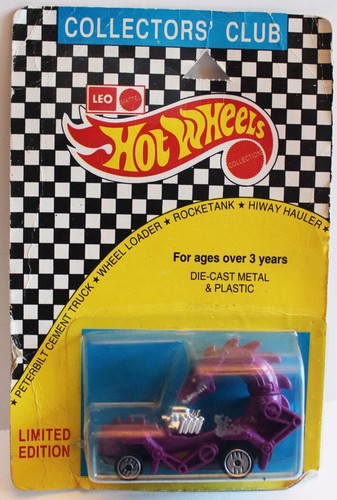 COLLECTORS' CLUB
LEO
MATTEL
HOT WHEELS
COLLECTION
★ PETERBILT CEMENT TRUCK ★ WHEEL LOADER ★ ROCKETANK ★ HIWAY HAULER ★
For ages over 3 years
DIE-CAST METAL
& PLASTIC
LIMITED
EDITION